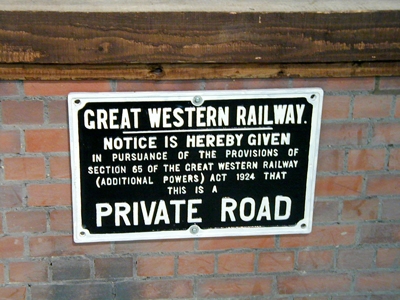 GREAT WESTERN RAILWAY.
NOTICE IS HEREBY GIVEN
IN PURSUANCE OF THE PROVISIONS OF
SECTION 65 OF THE GREAT WESTERN RAILWAY
(ADDITIONAL POWERS) ACT 1924 THAT
THIS IS A
PRIVATE ROAD